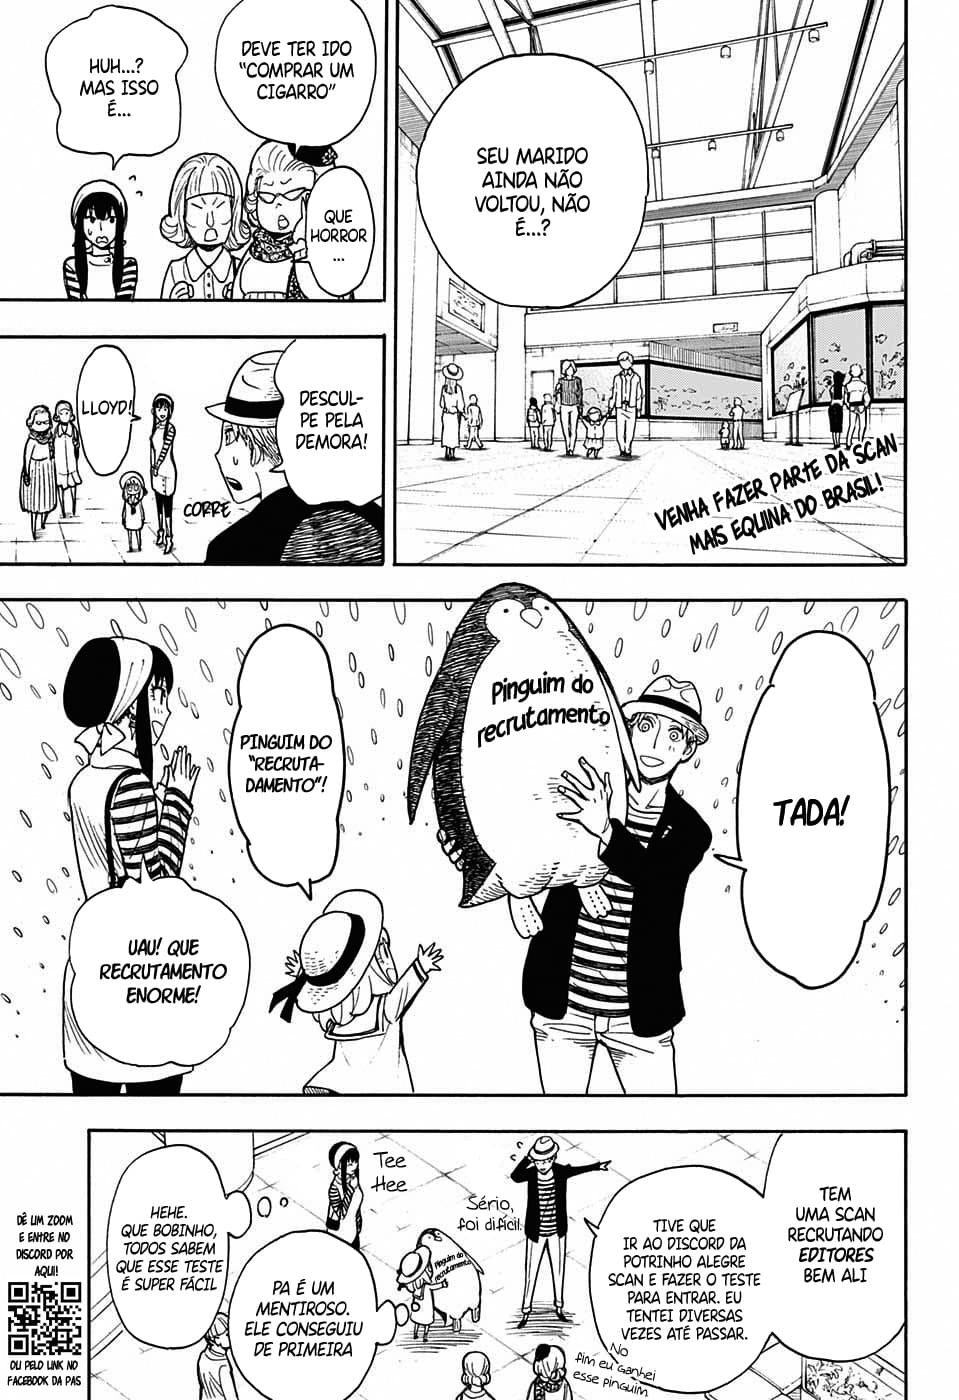 SEU MARIDO
AINDA NÃO
VOLTOU, NÃO
É...?
VENHA FAZER PARTE DA SCAN
MAIS EQUINA DO BRASIL!
DEVE TER IDO
"COMPRAR UM
CIGARRO"
QUE
HORROR
...
HUH...?
MAS ISSO
É...
DESCUL-
PE PELA
DEMORA!
LLOYD!
CORRE
TADA!
Pinguim do
recrutamento
PINGUIM DO
"RECRUTA-
DAMENTO"!
UAU! QUE
RECRUTAMENTO
ENORME!
TEM
UMA SCAN
RECRUTANDO
EDITORES
BEM ALI
TIVE QUE
IR AO DISCORD DA
POTRINHO ALEGRE
SCAN E FAZER O TESTE
PARA ENTRAR. EU
TENTEI DIVERSAS
VEZES ATÉ PASSAR.
No
fim eu ganhei
esse pinguim
Sério,
foi difícil.
Pinguim do
recrutamento
Tee
Hee
PA É UM
MENTIROSO.
ELE CONSEGUIU
DE PRIMEIRA
HEHE.
QUE BOBINHO,
TODOS SABEM
QUE ESSE TESTE
É SUPER FÁCIL
DÊ UM ZOOM
E ENTRE NO
DISCORD POR
AQUI!
OU PELO LINK NO
FACEBOOK DA PAS